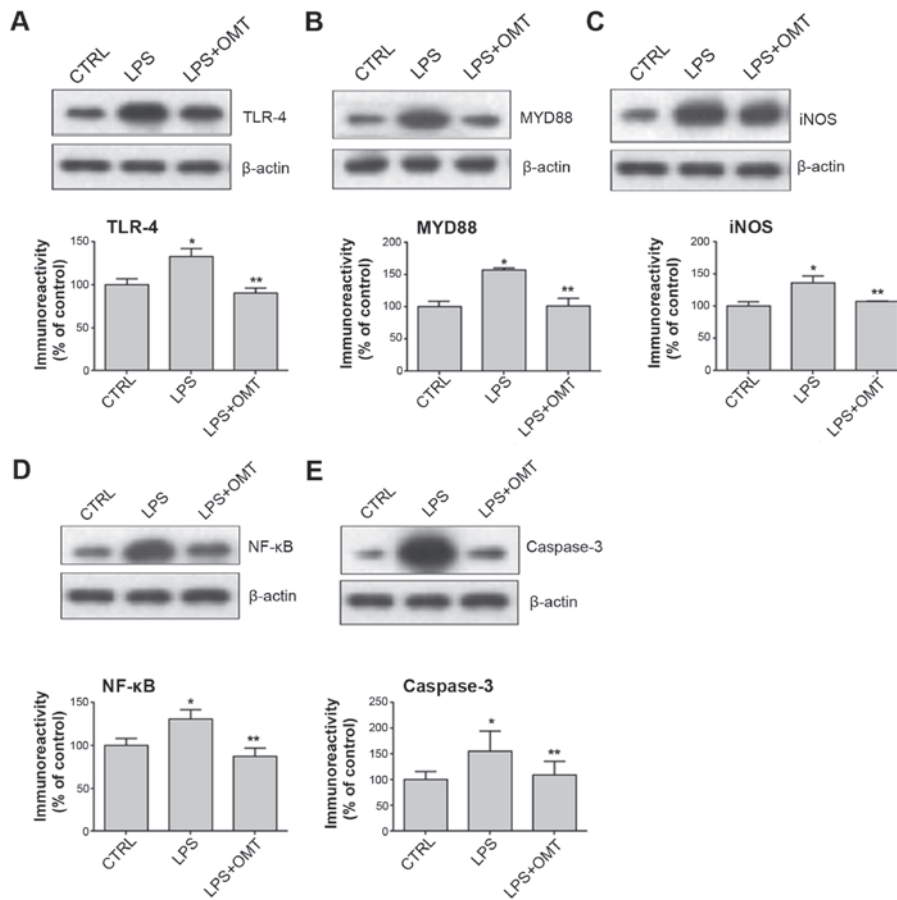 A
CTRL
LPS
LPS+OMT
TLR-4
β-actin
TLR-4
Immunoreactivity
(% of control)
150
100
50
0
*
**
CTRL
LPS
LPS+OMT
B
CTRL
LPS
LPS+OMT
MYD88
β-actin
MYD88
Immunoreactivity
(% of control)
200
150
100
50
0
*
**
CTRL
LPS
LPS+OMT
C
CTRL
LPS
LPS+OMT
iNOS
β-actin
iNOS
Immunoreactivity
(% of control)
200
150
100
50
0
*
**
CTRL
LPS
LPS+OMT
D
CTRL
LPS
LPS+OMT
NF-κB
β-actin
NF-κB
Immunoreactivity
(% of control)
150
100
50
0
*
**
CTRL
LPS
LPS+OMT
E
CTRL
LPS
LPS+OMT
Caspase-3
β-actin
Caspase-3
Immunoreactivity
(% of control)
250
200
150
100
50
0
*
**
CTRL
LPS
LPS+OMT